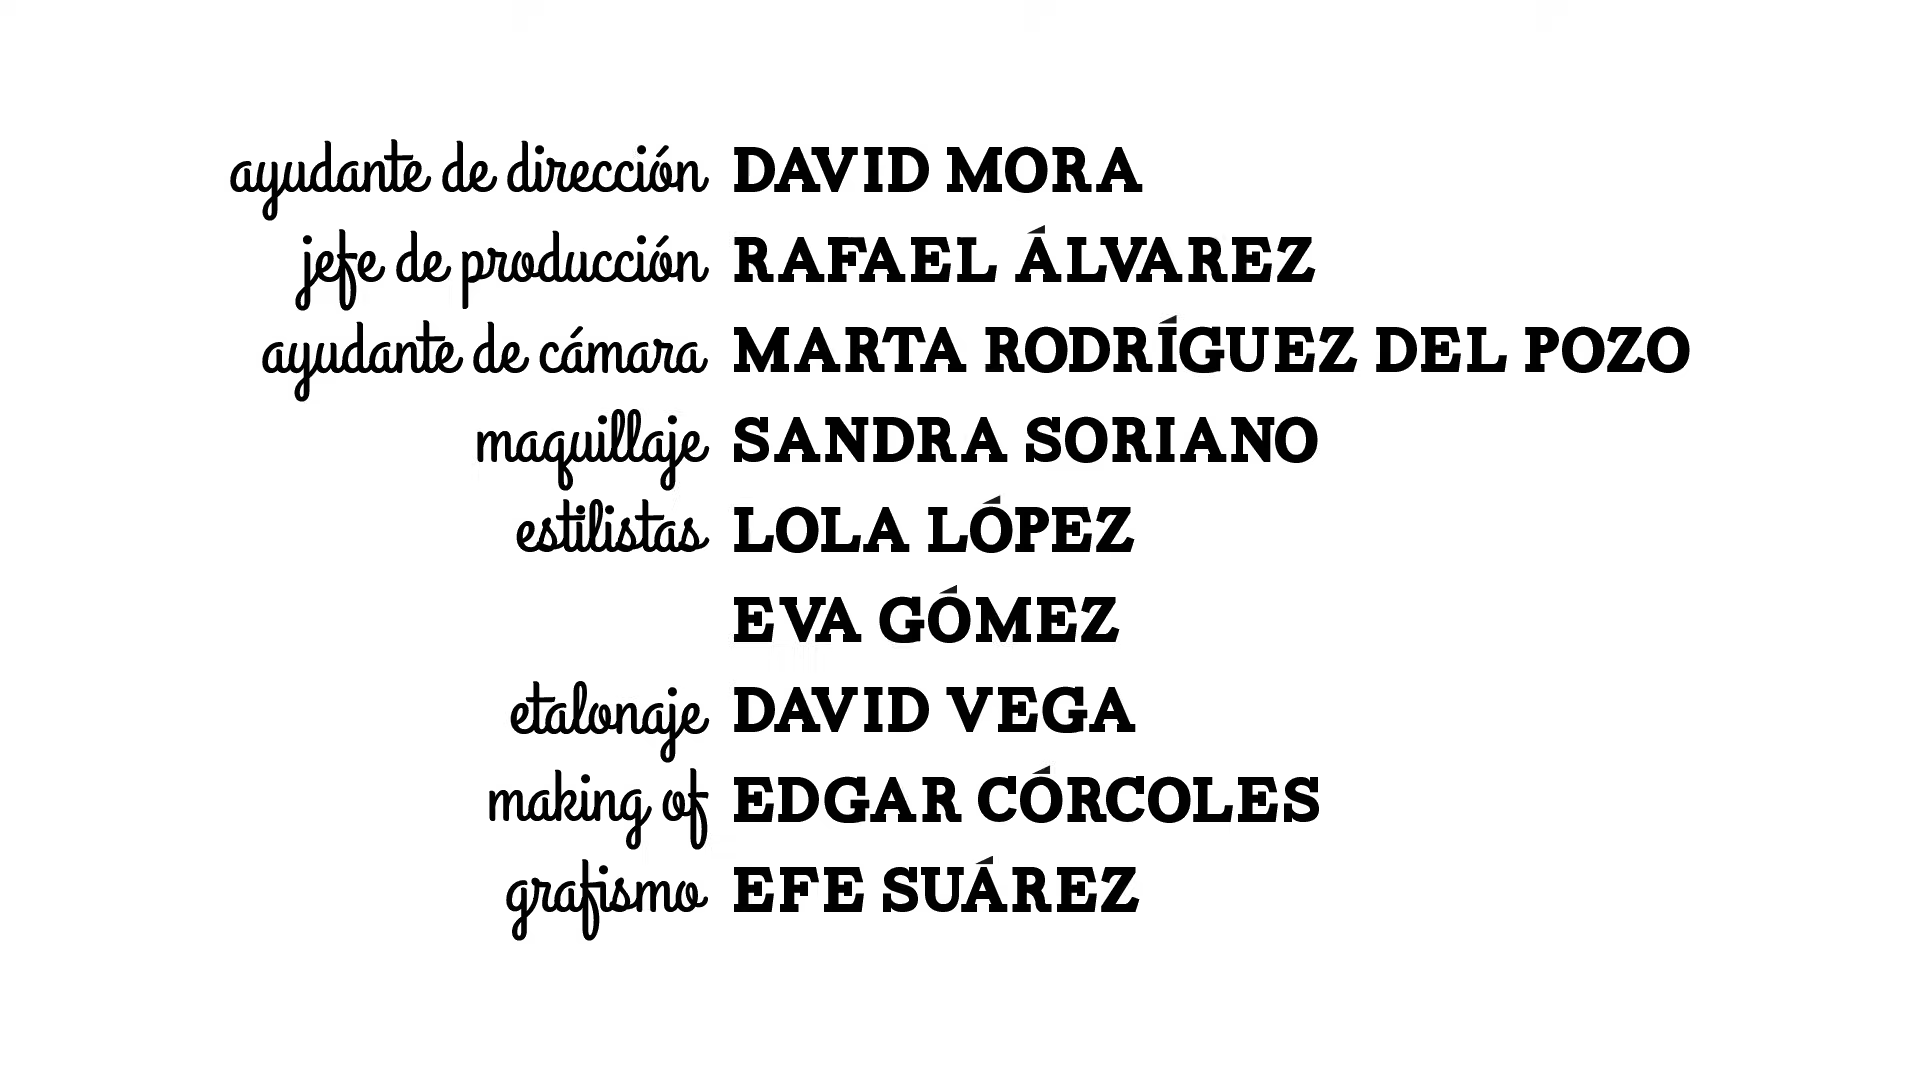 ayudante de dirección DAVID MORA
jefe de producción RAFAEL ÁLVAREZ
ayudante de cámara MARTA RODRÍGUEZ DEL POZO
maquillaje SANDRA SORIANO
estilistas LOLA LÓPEZ
EVA GÓMEZ
etalonaje DAVID VEGA
making of EDGAR CÓRCOLES
grafismo EFE SUÁREZ